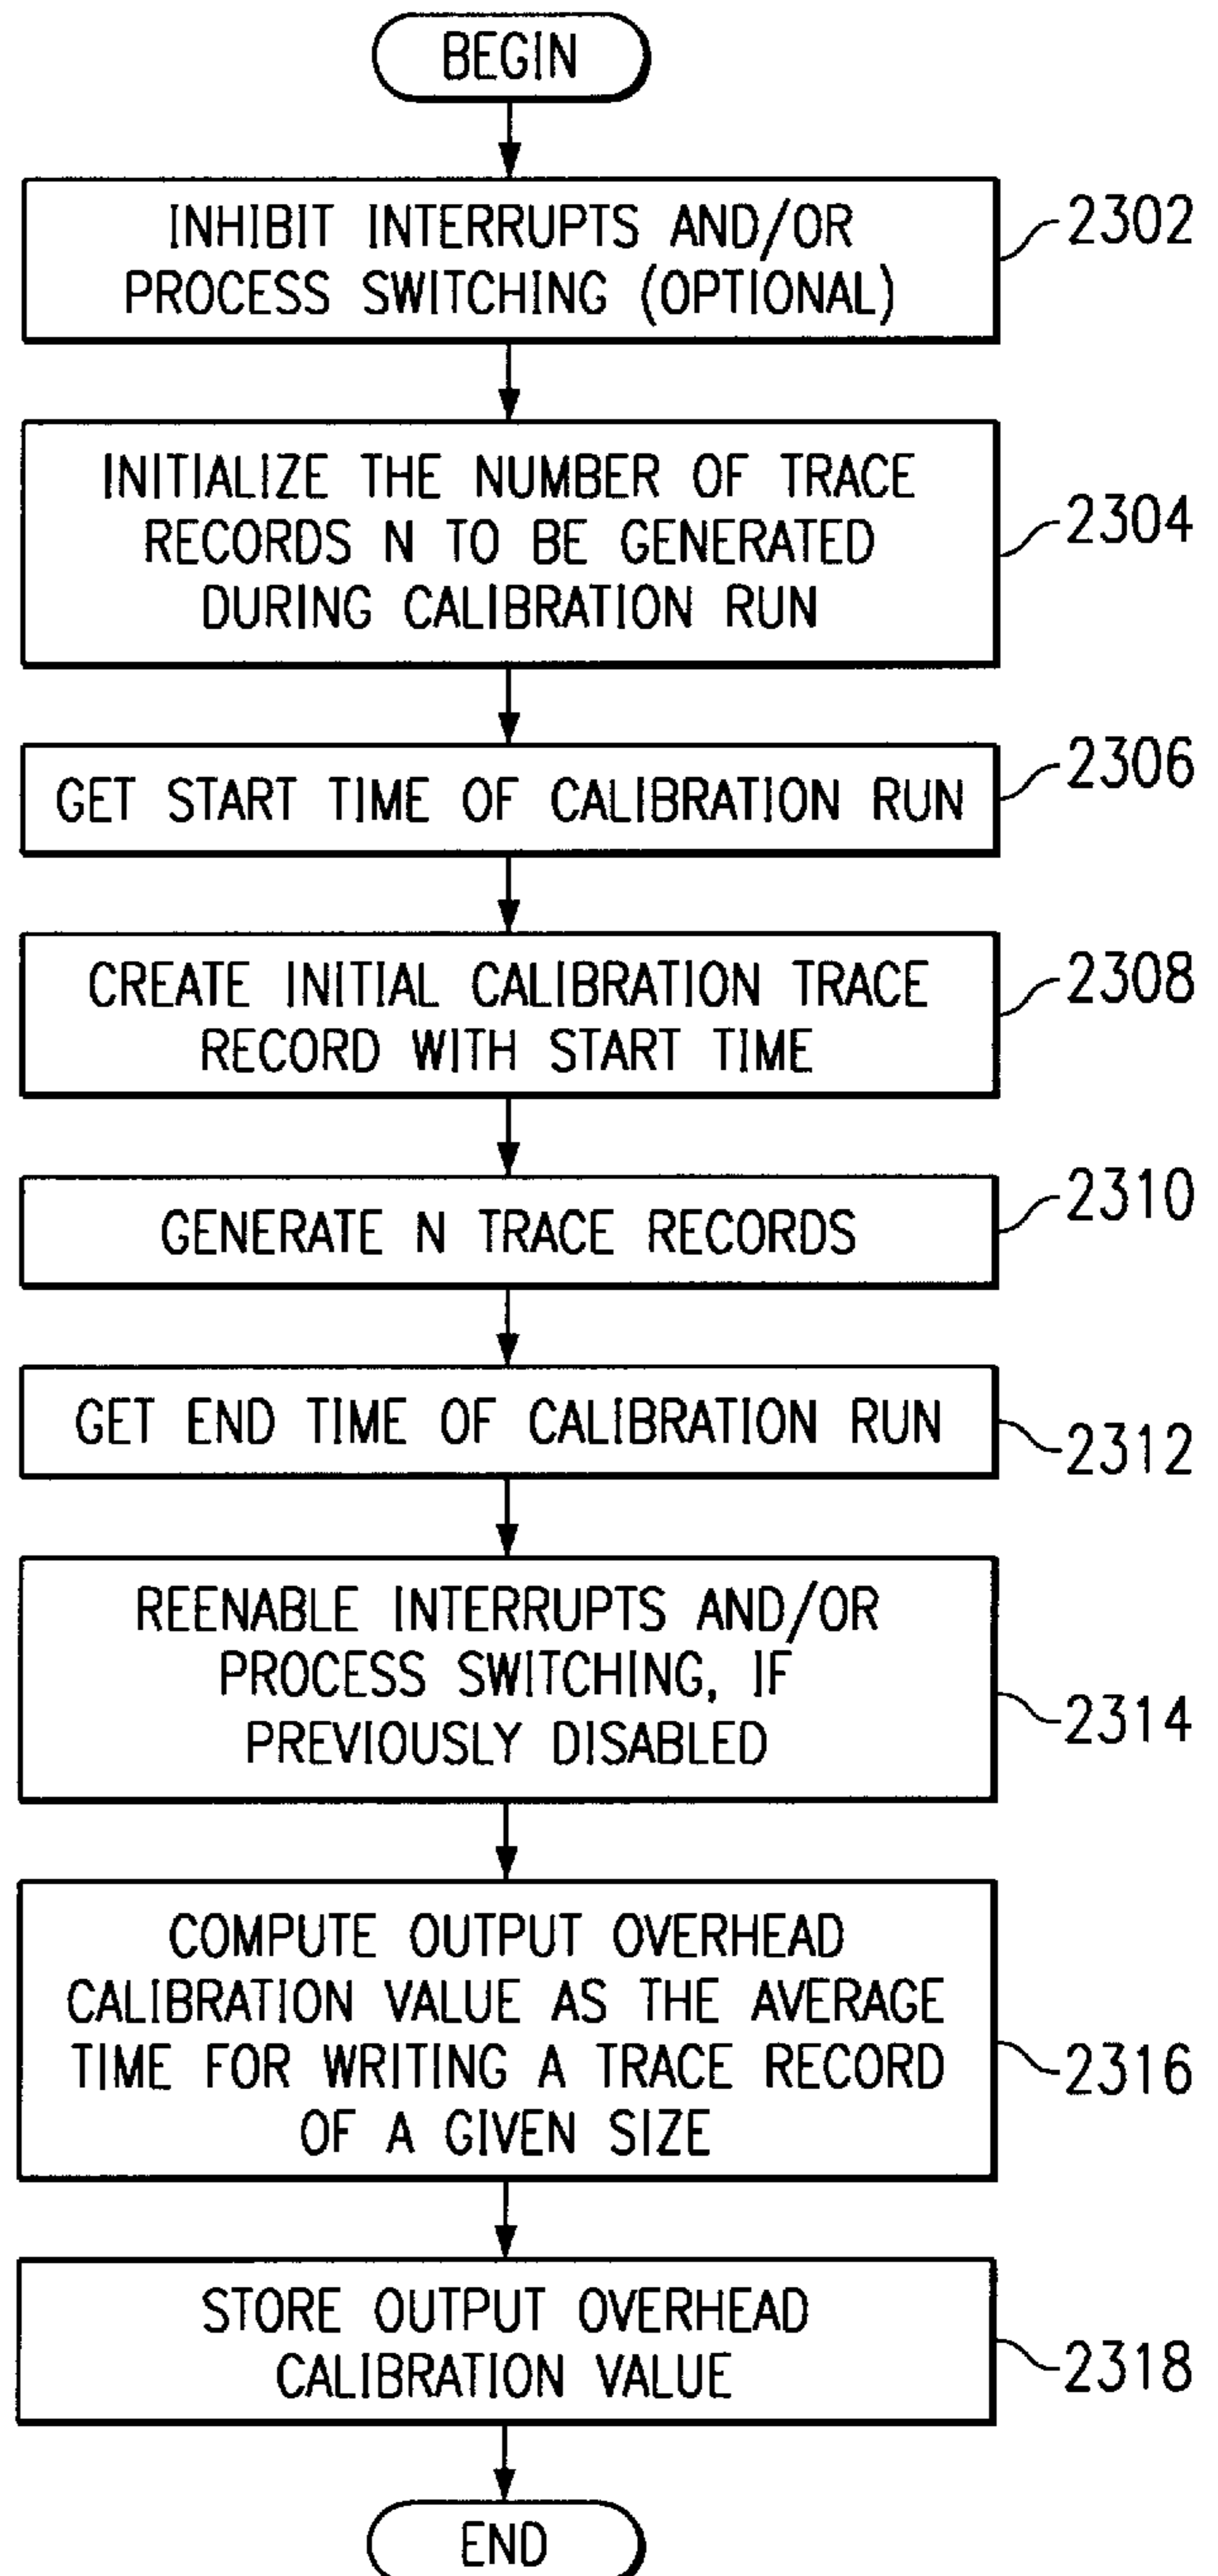 BEGIN
INHIBIT INTERRUPTS AND/OR
PROCESS SWITCHING (OPTIONAL)
2302
INITIALIZE THE NUMBER OF TRACE
RECORDS N TO BE GENERATED
DURING CALIBRATION RUN
2304
GET START TIME OF CALIBRATION RUN
2306
CREATE INITIAL CALIBRATION TRACE
RECORD WITH START TIME
2308
GENERATE N TRACE RECORDS
2310
GET END TIME OF CALIBRATION RUN
2312
REENABLE INTERRUPTS AND/OR
PROCESS SWITCHING, IF
PREVIOUSLY DISABLED
2314
COMPUTE OUTPUT OVERHEAD
CALIBRATION VALUE AS THE AVERAGE
TIME FOR WRITING A TRACE RECORD
OF A GIVEN SIZE
2316
STORE OUTPUT OVERHEAD
CALIBRATION VALUE
2318
END